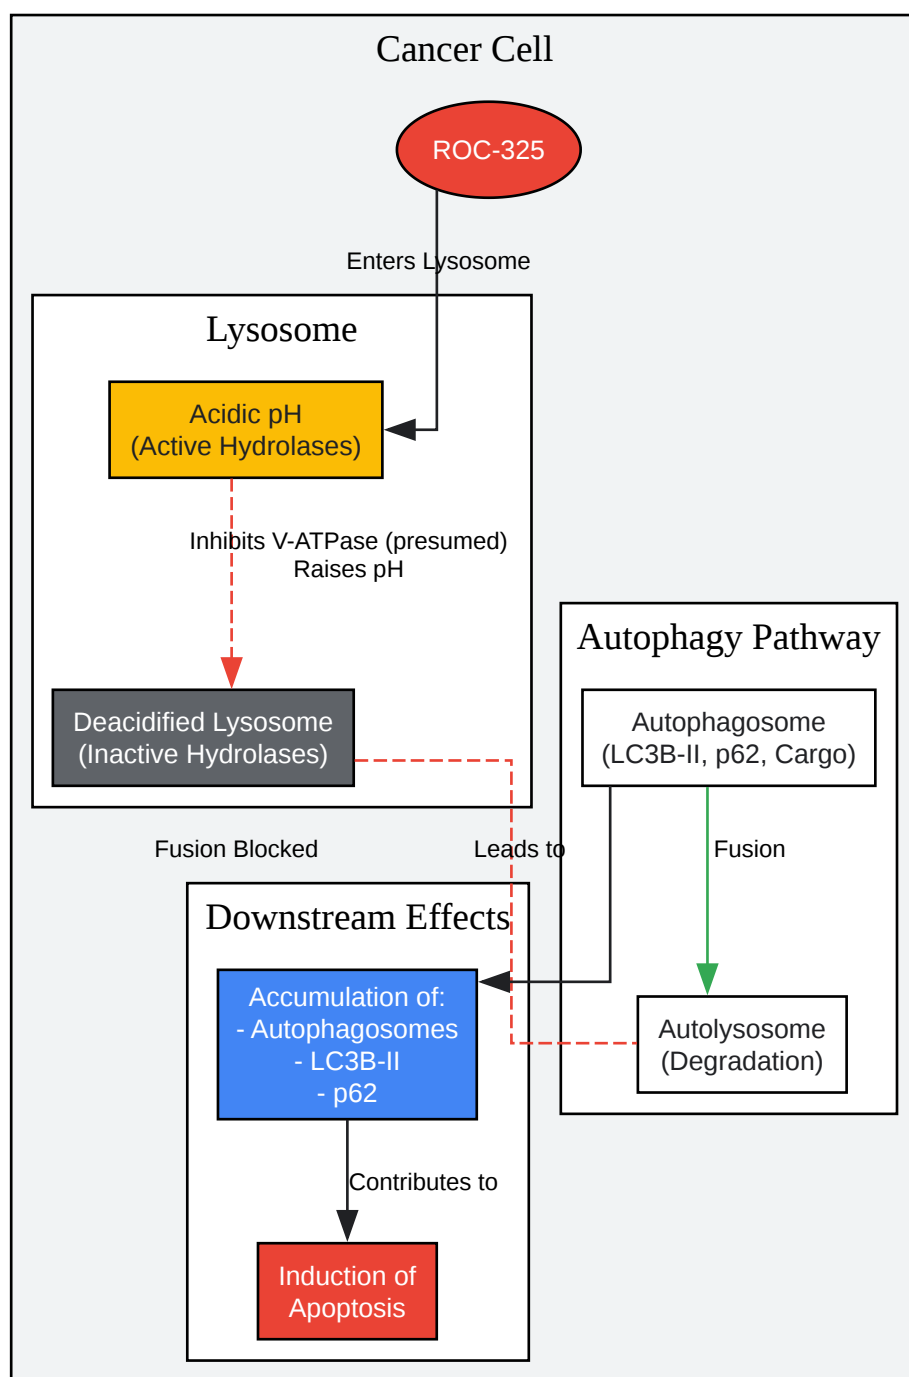 Cancer Cell
ROC-325
Enters Lysosome
Lysosome
Acidic pH
(Active Hydrolases)
Inhibits V-ATPase (presumed)
Raises pH
Deacidified Lysosome
(Inactive Hydrolases)
Autophagy Pathway
Autophagosome
(LC3B-II, p62, Cargo)
Fusion Blocked
Leads to
Fusion
Downstream Effects
Accumulation of:
- Autophagosomes
- LC3B-II
- p62
Autolysosome
(Degradation)
Contributes to
Induction of
Apoptosis